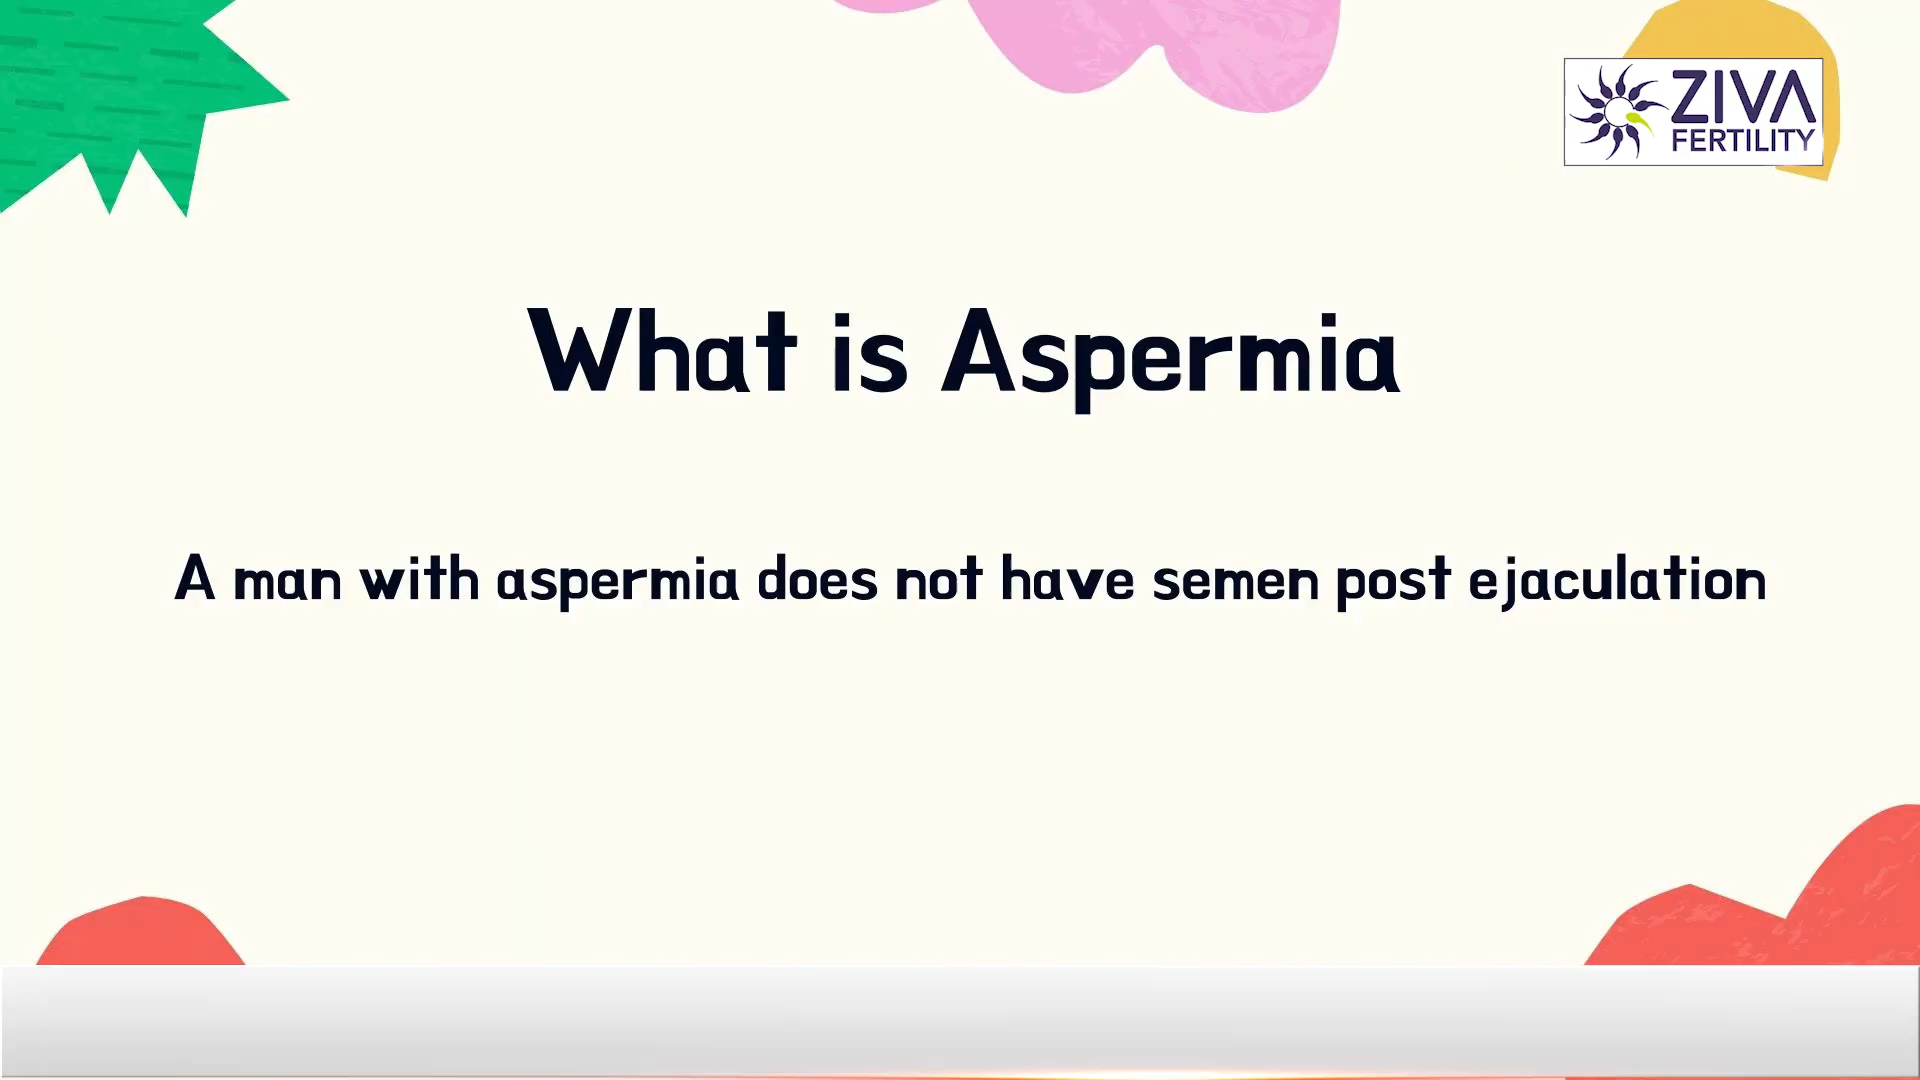 ZIVA
FERTILITY
What is Aspermia
A man with aspermia does not have semen post ejaculation